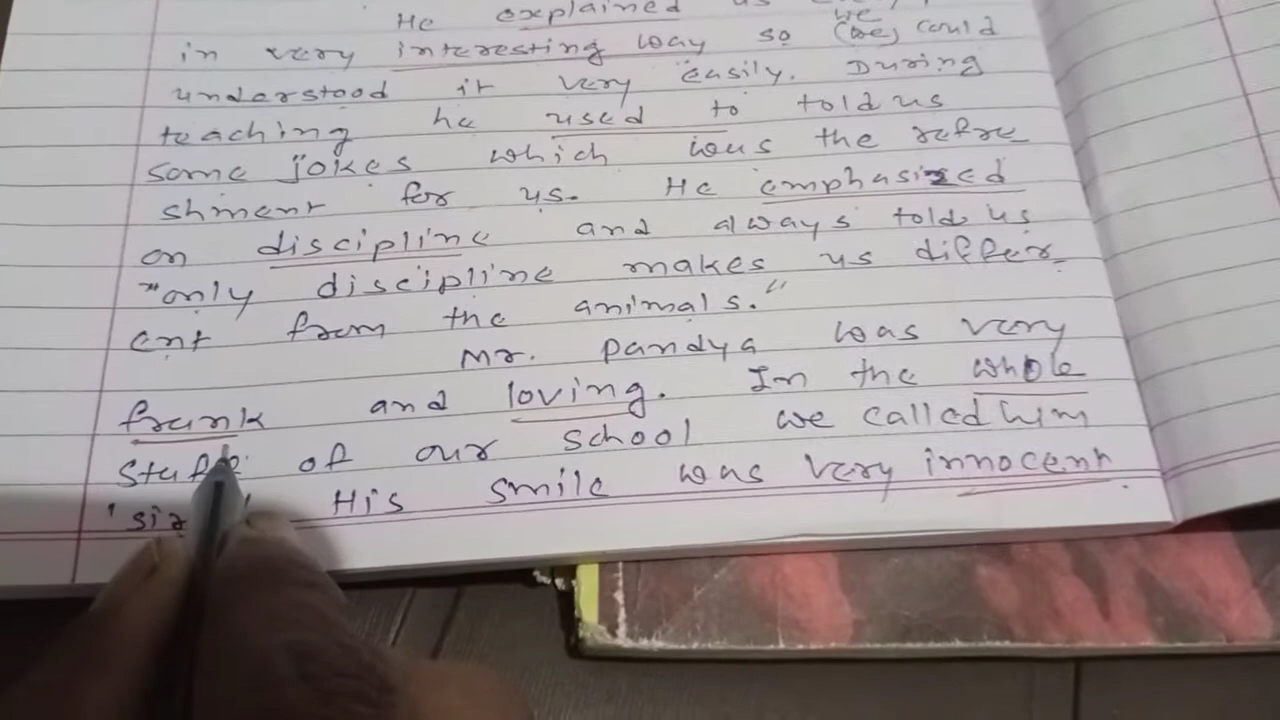 He explained us
we
in very interesting way so (we) could
understood it very easily. During
teaching he used to told us
some jokes which was the refre
shment for us. He emphasized
on discipline and always told us
"only discipline makes us differ-
ent from the animals."
Mr. Pandya was very
frank and loving. In the whole
staff of our school we called him
'sir' His smile was very innocent